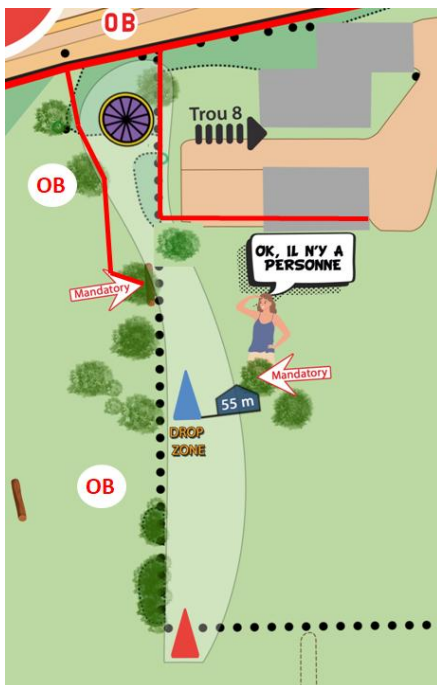 OB
Trou 8
OB
OK, IL N'Y A
PERSONNE
Mandatory
Mandatory
55 m
DROP
ZONE
OB